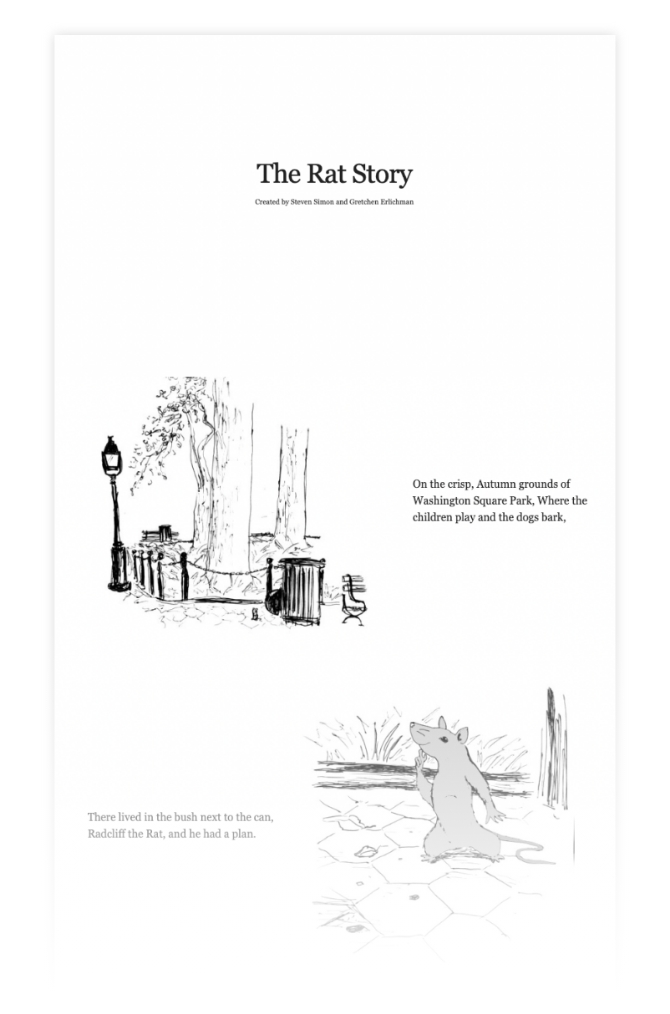 The Rat Story
Created by Steven Simon and Gretchen Erlichman
On the crisp, Autumn grounds of
Washington Square Park, Where the
children play and the dogs bark,
There lived in the bush next to the can,
Radcliff the Rat, and he had a plan.